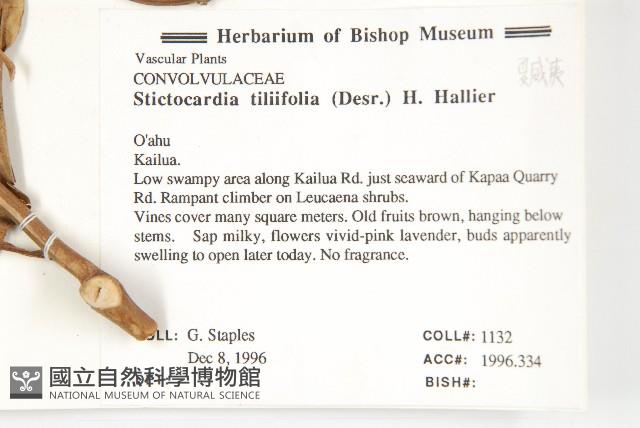 Herbarium of Bishop Museum
Vascular Plants
CONVOLVULACEAE
Stictocardia tiliifolia (Desr.) H. Hallier
O'ahu
Kailua.
Low swampy area along Kailua Rd. just seaward of Kapaa Quarry
Rd. Rampant climber on Leucaena shrubs.
Vines cover many square meters. Old fruits brown, hanging below
stems. Sap milky, flowers vivid-pink lavender, buds apparently
swelling to open later today. No fragrance.
G. Staples COLL#: 1132
Dec 8, 1996 ACC#: 1996.334
BISH#:
國立自然科學博物館
NATIONAL MUSEUM OF NATURAL SCIENCE